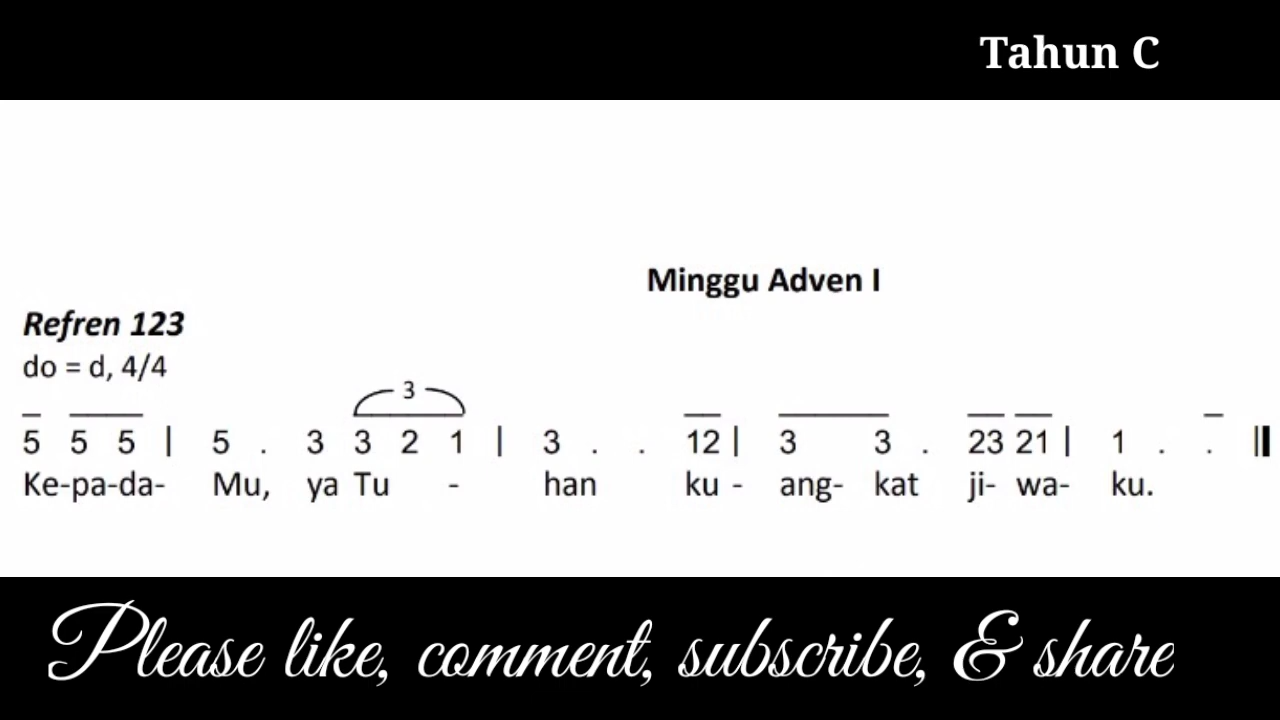 Tahun C
Minggu Adven I
Refren 123
do = d, 4/4
3
5 5 5 | 5 . 3 3 2 1 | 3 . . 12 | 3 3 . 23 21 | 1 . . ||
Ke-pa-da- Mu, ya Tu - han ku - ang- kat ji- wa- ku.
Please like, comment, subscribe, & share